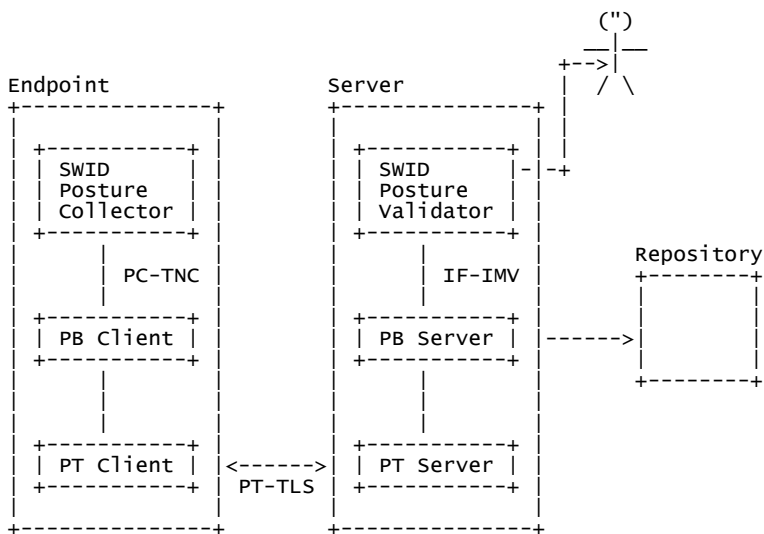 Endpoint Server
SWID SWID
Posture Posture
Collector Validator
Repository
PC-TNC IF-IMV
PB Client PB Server
PT Client PT Server
PT-TLS